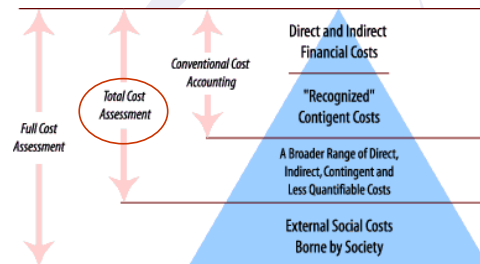 Direct and Indirect
Financial Costs
Conventional Cost
Accounting
"Recognized"
Contigent Costs
Total Cost
Assessment
Full Cost
Assessment
A Broader Range of Direct,
Indirect, Contingent and
Less Quantifiable Costs
External Social Costs
Borne by Society